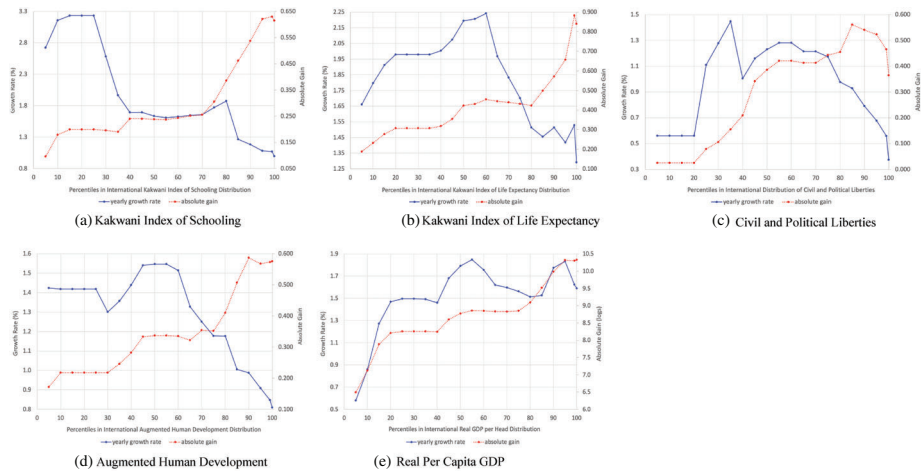 3.3
2.8
2.3
1.8
1.3
0.8
Growth Rate (%)
0.650
0.550
0.450
0.350
0.250
0.150
0.050
Absolute Gain
0 10 20 30 40 50 60 70 80 90 100
Percentiles in International Kakwani Index of Schooling Distribution
yearly growth rate absolute gain
(a) Kakwani Index of Schooling
2.25
2.15
2.05
1.95
1.85
1.75
1.65
1.55
1.45
1.35
1.25
Growth Rate (%)
0.900
0.800
0.700
0.600
0.500
0.400
0.300
0.200
0.100
Absolute Gain
0 10 20 30 40 50 60 70 80 90 100
Percentiles in International Kakwani Index of Life Expectancy Distribution
yearly growth rate absolute gain
(b) Kakwani Index of Life Expectancy
1.5
1.3
1.1
0.9
0.7
0.5
0.3
Growth Rate (%)
0.600
0.500
0.400
0.300
0.200
0.100
0.000
Absolute Gain
0 10 20 30 40 50 60 70 80 90 100
Percentiles in International Distribution of Civil and Political Liberties
yearly growth rate absolute gain
(c) Civil and Political Liberties
1.6
1.5
1.4
1.3
1.2
1.1
1.0
0.9
0.8
Growth Rate (%)
0.600
0.500
0.400
0.300
0.200
0.100
Absolute Gain
0 10 20 30 40 50 60 70 80 90 100
Percentiles in International Augmented Human Development Distribution
yearly growth rate absolute gain
(d) Augmented Human Development
1.9
1.7
1.5
1.3
1.1
0.9
0.7
0.5
Growth Rate (%)
10.5
10.0
9.5
9.0
8.5
8.0
7.5
7.0
6.5
6.0
Absolute Gain (logs)
0 10 20 30 40 50 60 70 80 90 100
Percentiles in International Real GDP per Head Distribution
yearly growth rate absolute gain
(e) Real Per Capita GDP